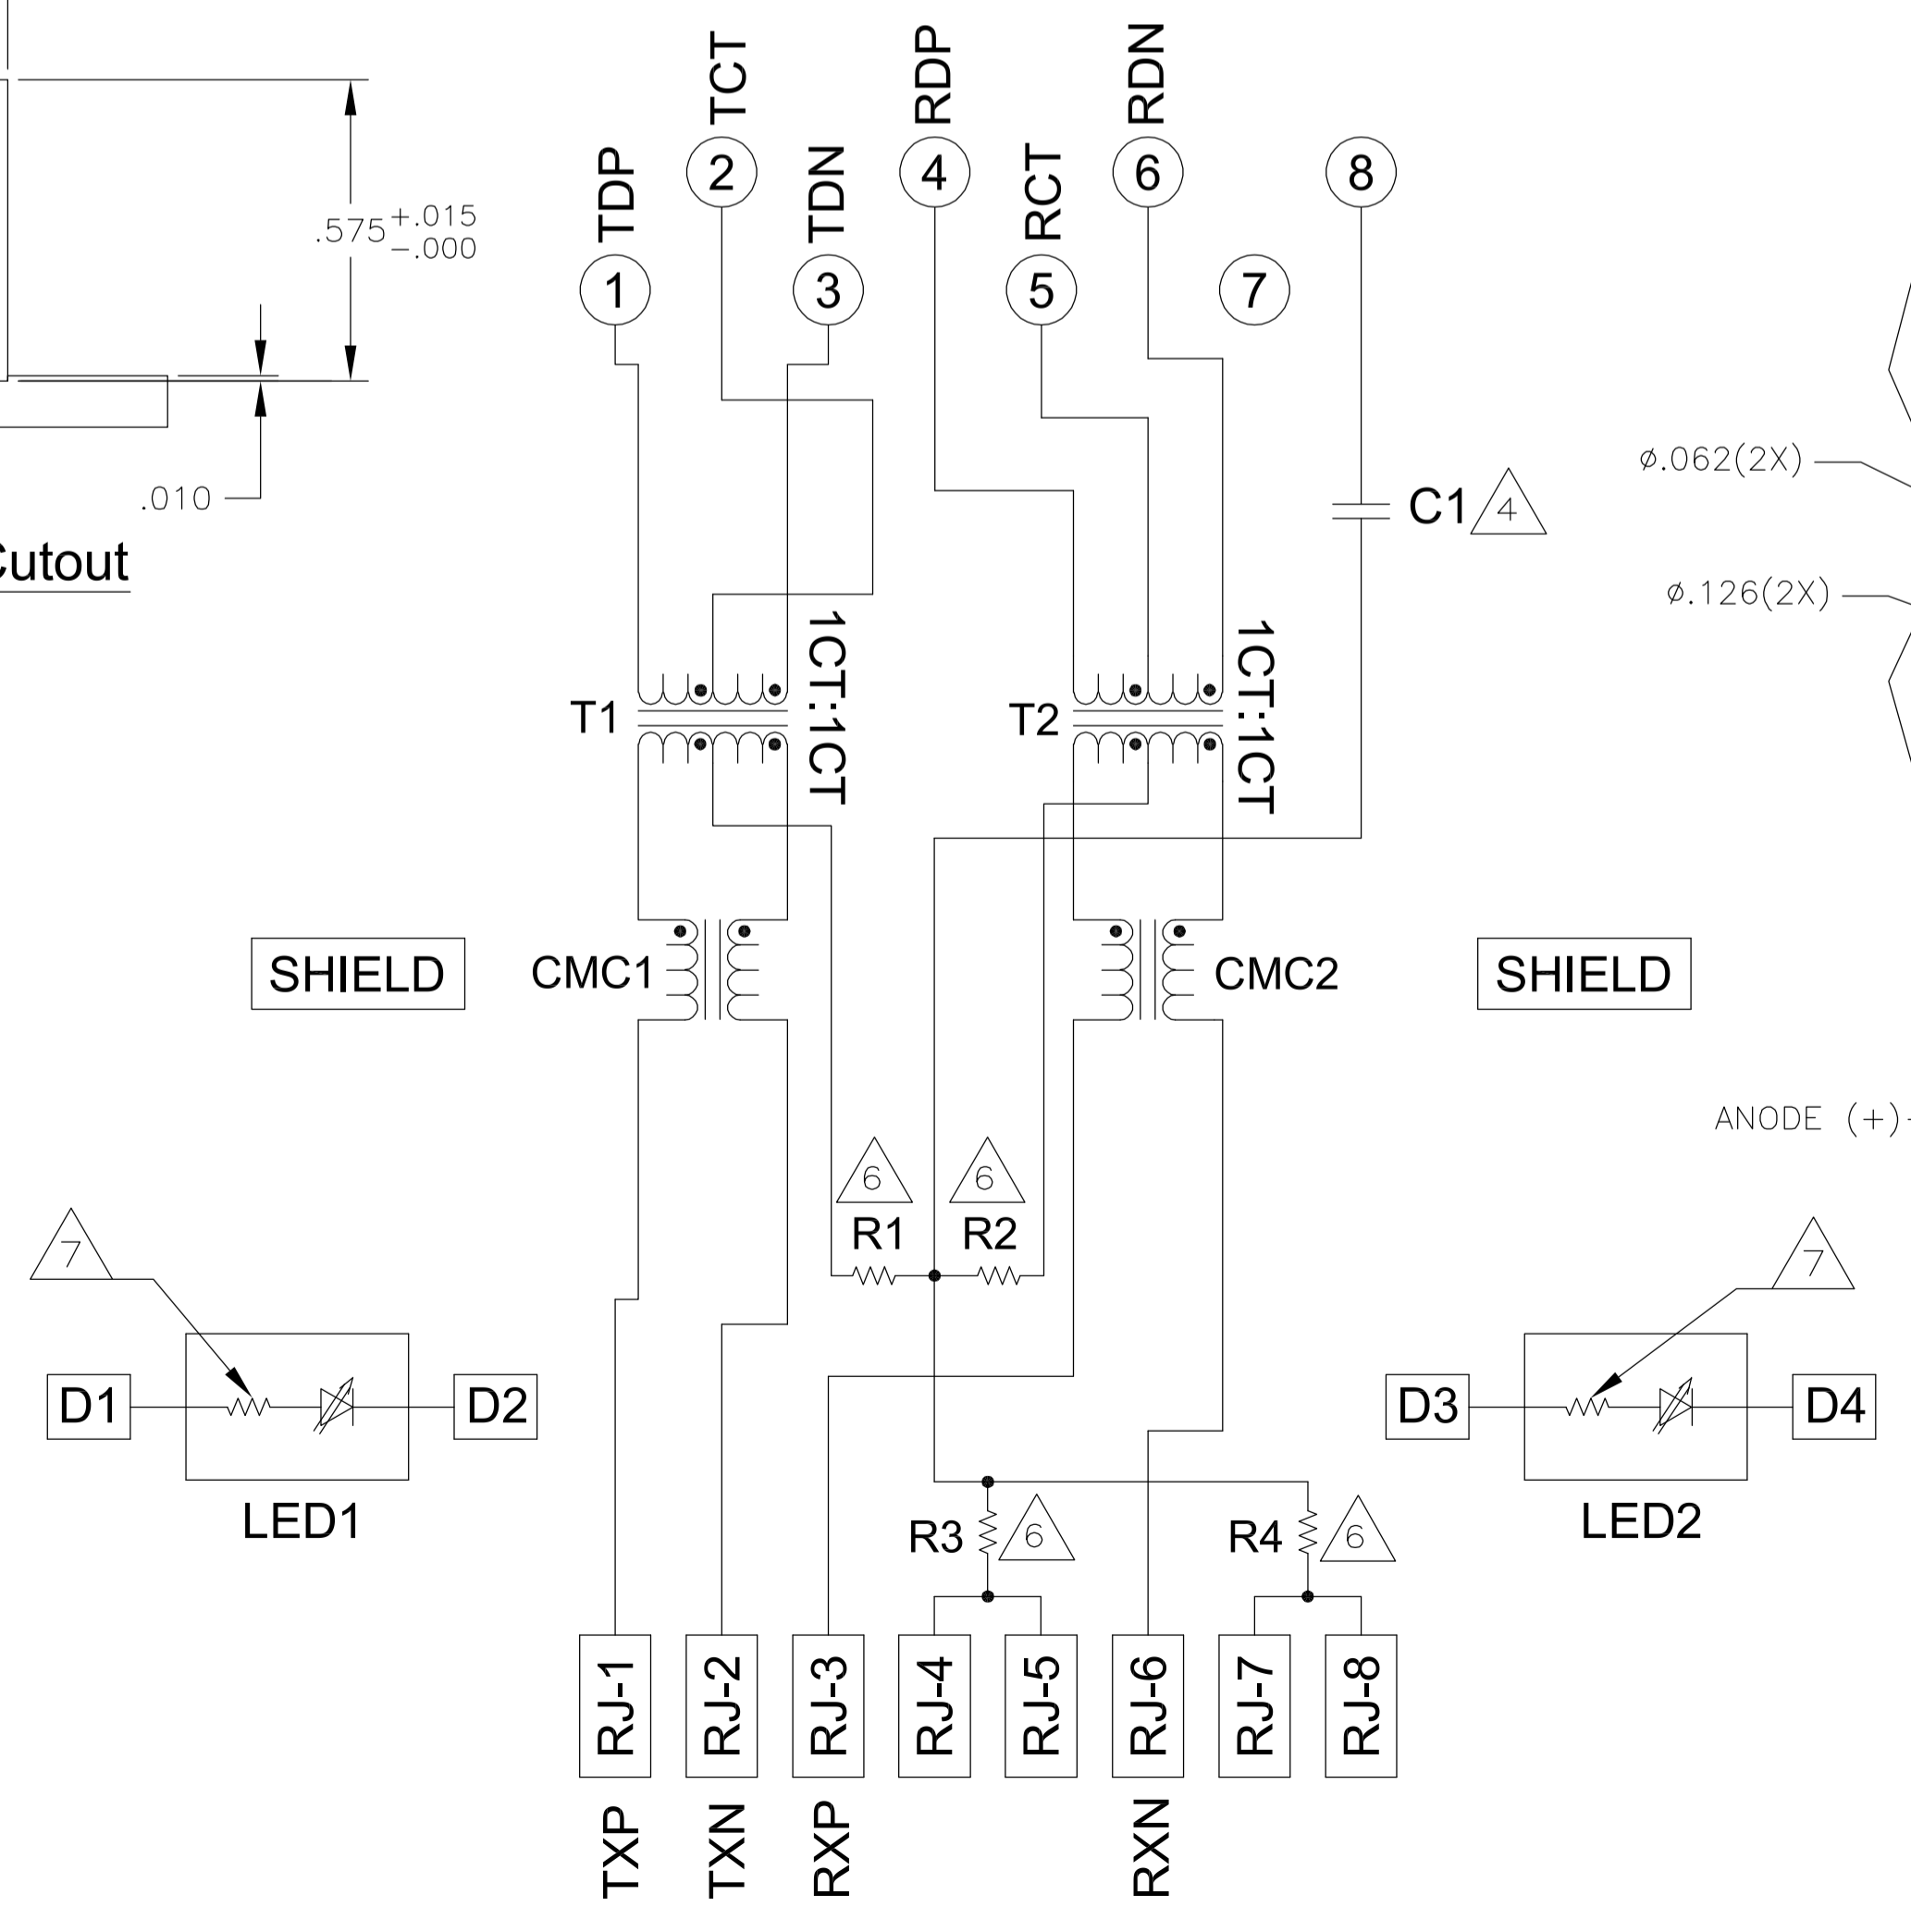 TCT
RDP
RDN
TDP
2
TDN
4
RCT
6
8
.575 +.015 -.000
1
3
5
7
.010
C1 4
ø.062(2X)
utout
ø.126(2X)
T1
1CT:1CT
T2
1CT:1CT
SHIELD
CMC1
CMC2
SHIELD
ANODE (+)
6
6
R1
R2
7
7
D1
D2
LED1
D3
D4
LED2
R3 6
R4 6
RJ-1
RJ-2
RJ-3
RJ-4
RJ-5
RJ-6
RJ-7
RJ-8
TXP
TXN
RXP
RXN